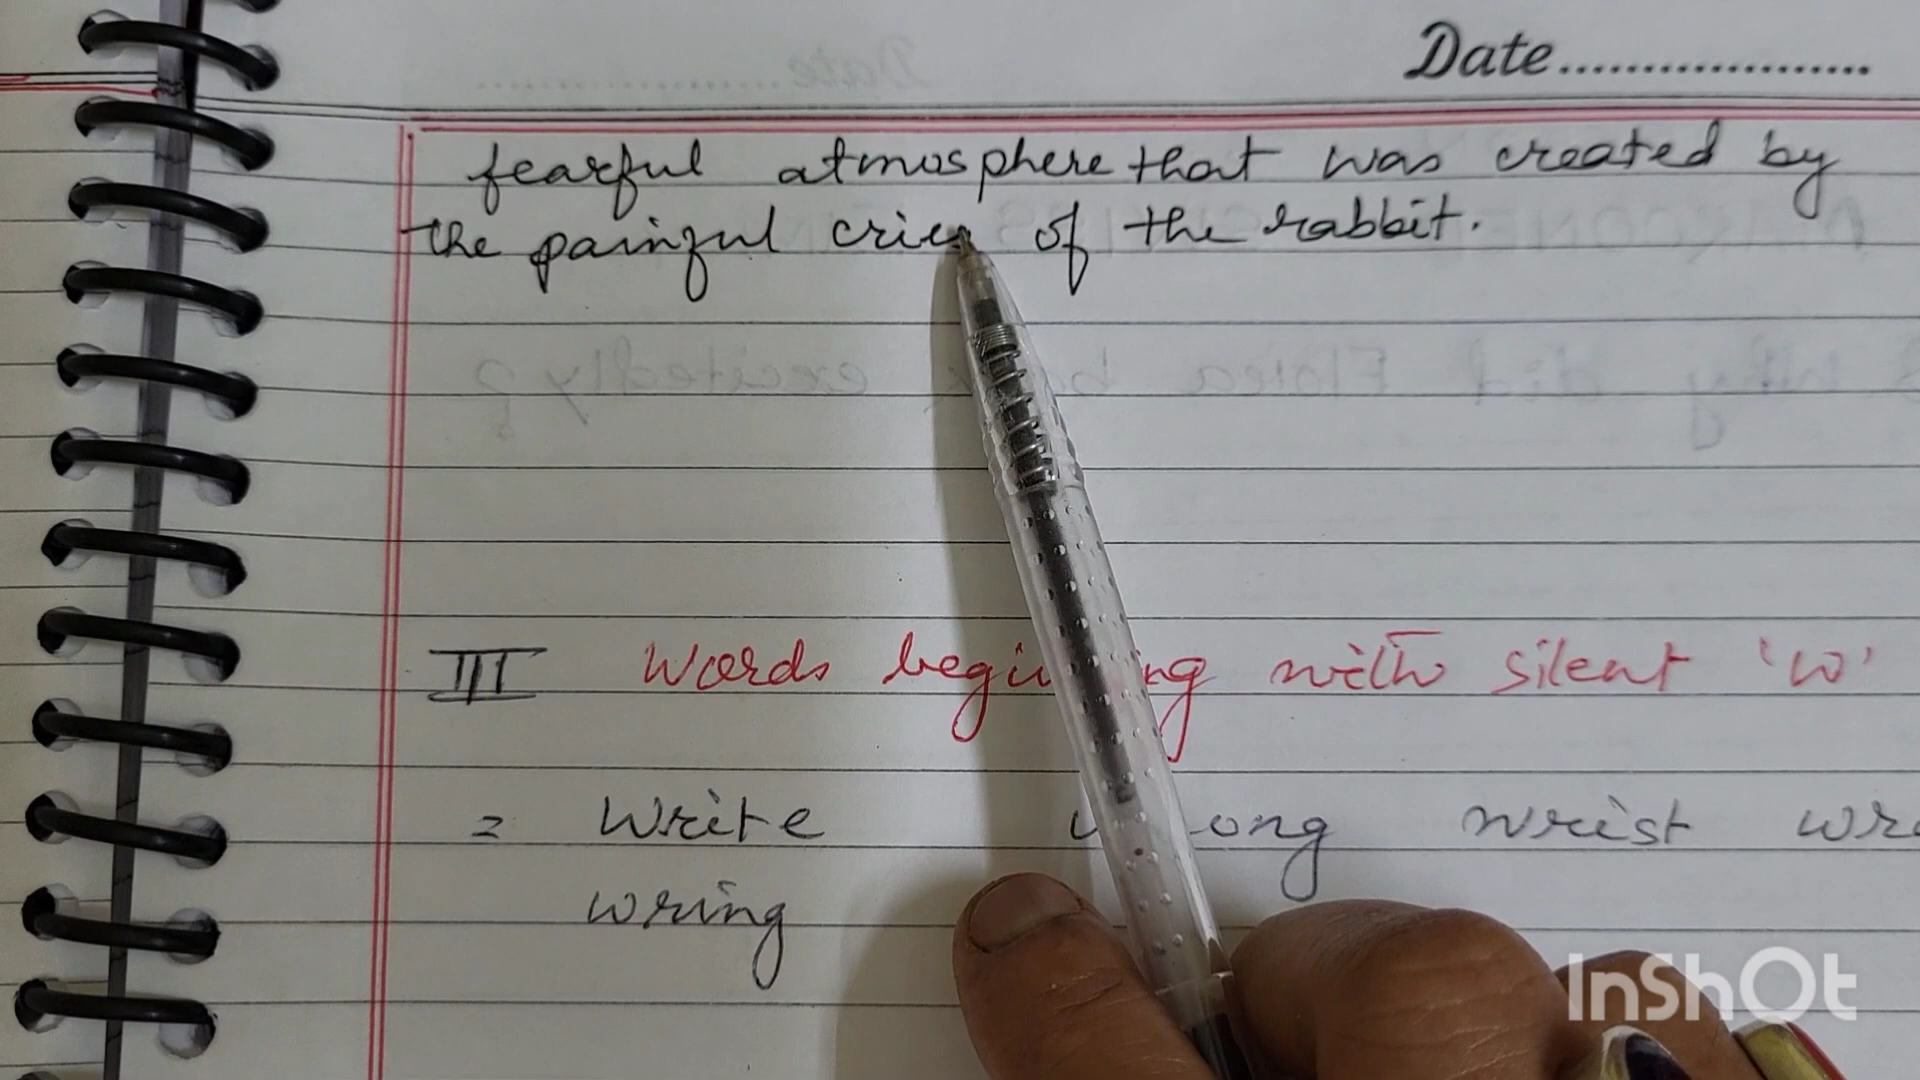 Date...................
fearful atmosphere that was created by
the painful cries of the rabbit.
III Words beginning with silent 'w'
= Write wrist
wring
InShOt